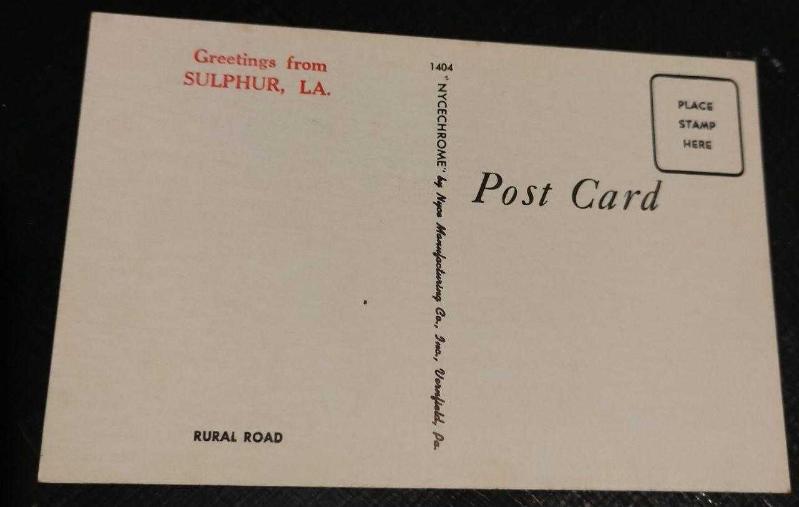 Greetings from
SULPHUR, LA.
RURAL ROAD
1404
"NYCECHROME" by Nyce Manufacturing Co., Inc., Vernfield, Pa.
Post Card
PLACE
STAMP
HERE